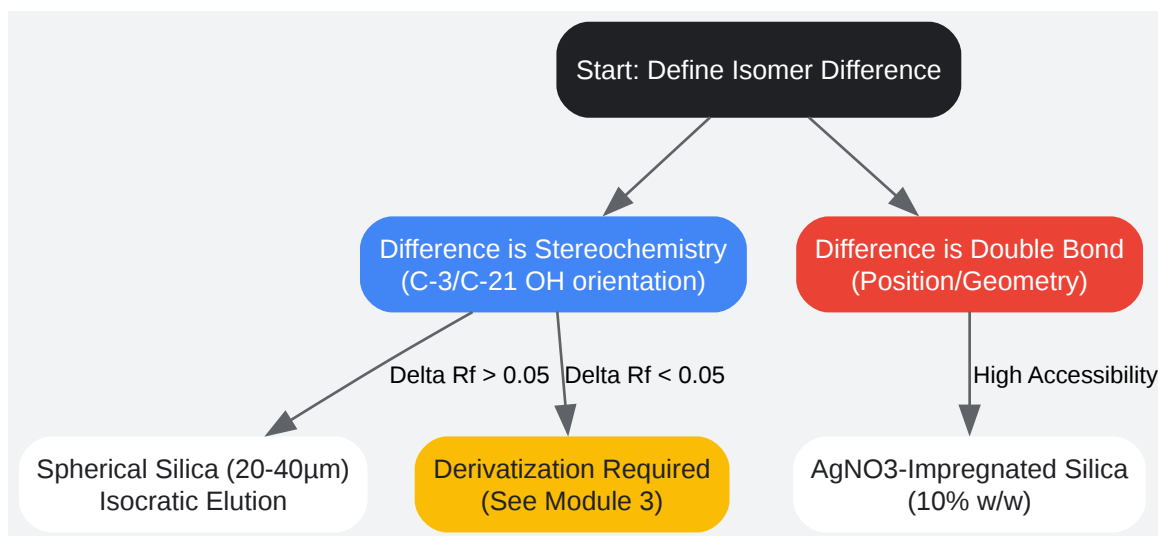 Start: Define Isomer Difference
Difference is Stereochemistry
(C-3/C-21 OH orientation)
Difference is Double Bond
(Position/Geometry)
Delta Rf > 0.05
Delta Rf < 0.05
High Accessibility
Spherical Silica (20-40µm)
Isocratic Elution
Derivatization Required
(See Module 3)
AgNO3-Impregnated Silica
(10% w/w)